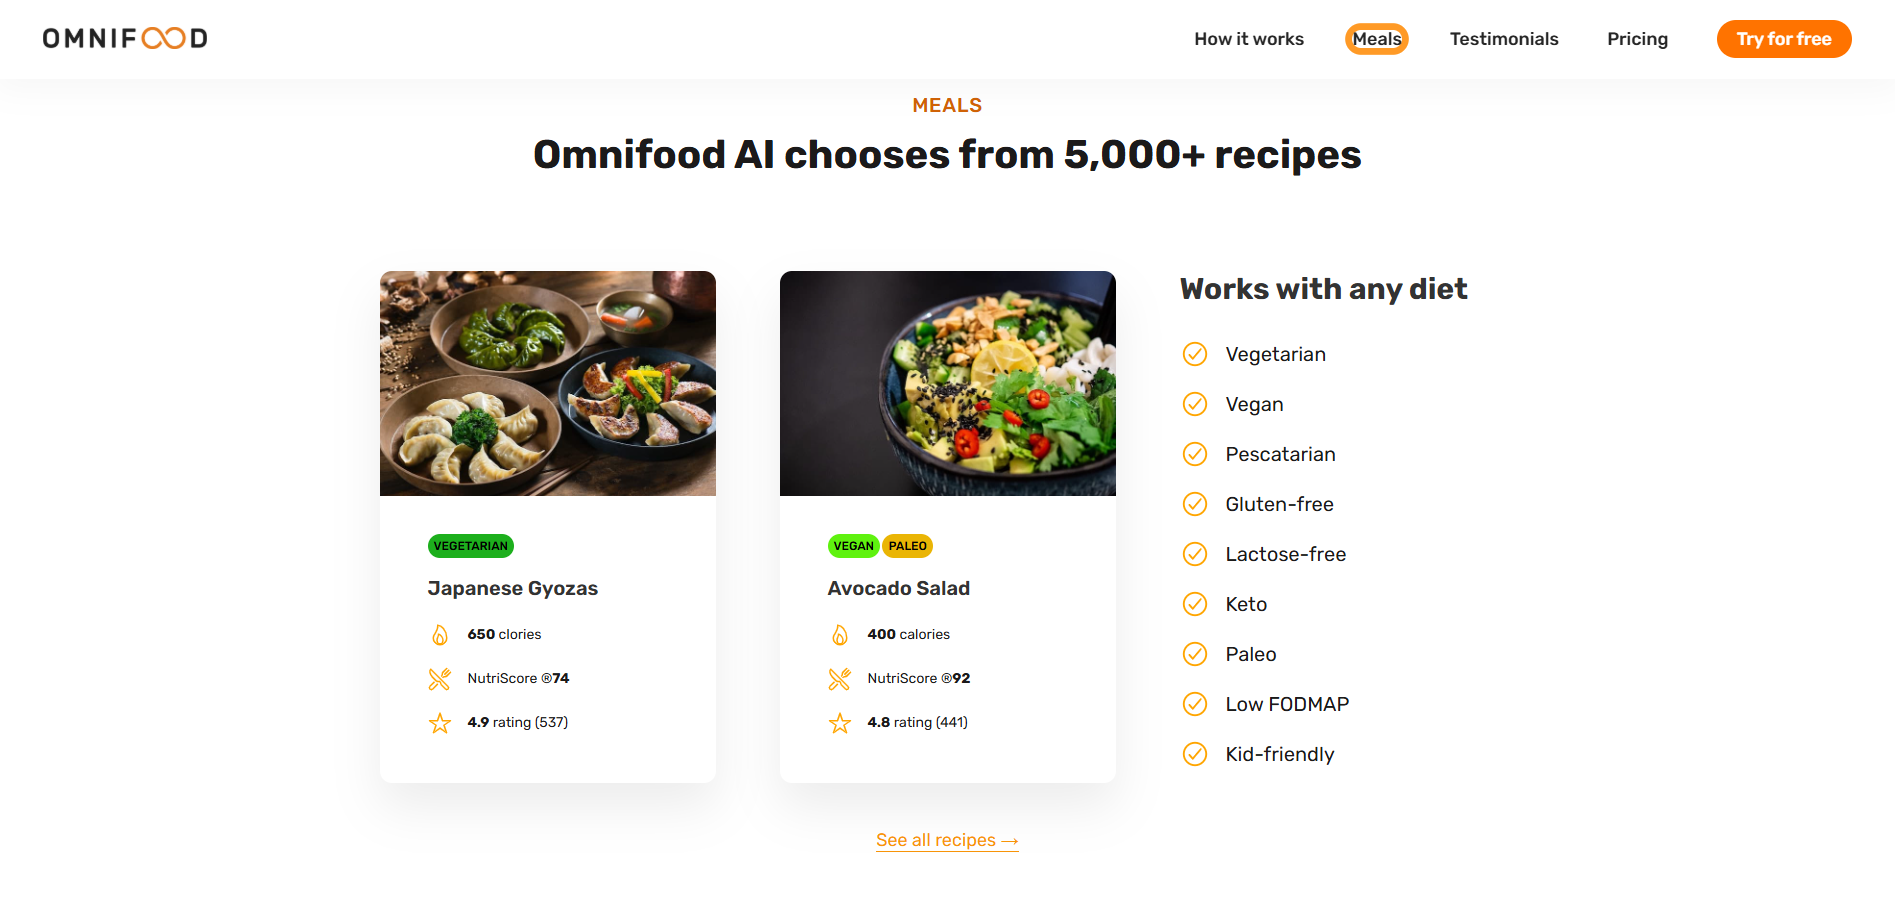 OMNIFOOD
How it works
Meals
Testimonials
Pricing
Try for free
MEALS
Omnifood AI chooses from 5,000+ recipes
VEGETARIAN
Japanese Gyozas
650 clories
NutriScore ®74
4.9 rating (537)
VEGAN PALEO
Avocado Salad
400 calories
NutriScore ®92
4.8 rating (441)
Works with any diet
Vegetarian
Vegan
Pescatarian
Gluten-free
Lactose-free
Keto
Paleo
Low FODMAP
Kid-friendly
See all recipes →